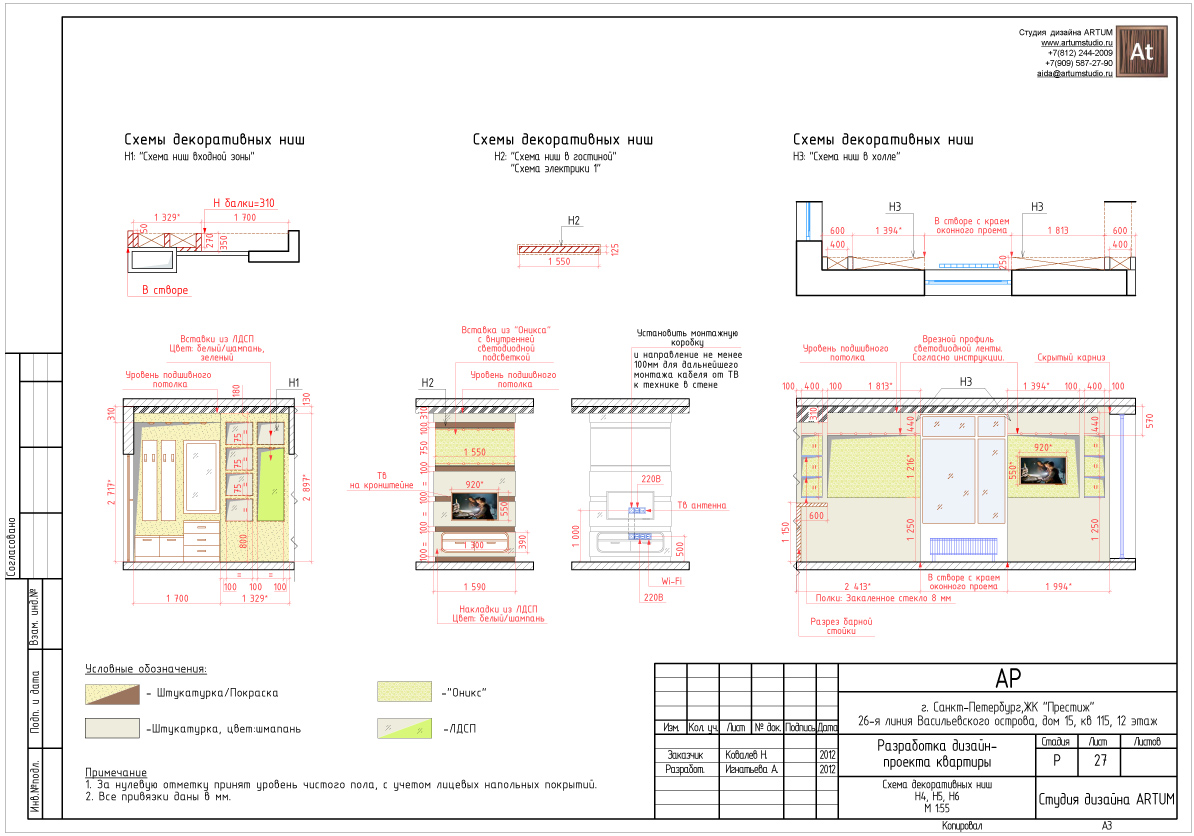 Студия дизайна ARTUM
www.artumstudio.ru
+7(812) 244-2009
+7(909) 587-27-90
aida@artumstudio.ru
At
Схемы декоративных ниш
Н1: "Схема ниш входной зоны"
Схемы декоративных ниш
Н2: "Схема ниш в гостиной"
"Схема электрики 1"
Схемы декоративных ниш
Н3: "Схема ниш в холле"
Н балки=310
1 329*
1 700
50
270
350
В створе
Н2
1 550
125
Н3
Н3
В створе с краем
оконного проема
600
1 394*
1 813
600
400
400
250
Вставки из ЛДСП
Цвет: белый/шампань,
зеленый
Уровень подшивного
потолка
180
Н1
130
310
75
75
75
2 717*
2 897*
800
=
=
100
100
100
1 700
1 329*
Вставка из "Оникса"
с внутренней
светодиодной
подсветкой
Н2
Уровень подшивного
потолка
310
100
750
1 550
100
=
Тв
на кронштейне
920*
550*
100
=
100
=
1 300
390
100
1 590
Накладки из ЛДСП
Цвет: белый/шампань
Установить монтажную
коробку
и направление не менее
100мм для дальнейшего
монтажа кабеля от ТВ
к технике в стене
220В
Тв антенна
1 000
500
Wi-Fi
220В
Уровень подшивного
потолка
Врезной профиль
светодиодной ленты.
Согласно инструкции.
Скрытый карниз
100
400
100
1 813*
Н3
1 394*
100
400
100
310
440
440
570
920*
550*
1 216*
600
1 150
1 250
1 250
2 413*
В створе с краем
оконного проема
1 994*
Полки: Закаленное стекло 8 мм
Разрез барной
стойки
Условные обозначения:
- Штукатурка/Покраска
-"Оникс"
-Штукатурка, цвет:шмапань
-ЛДСП
Примечание
1. За нулевую отметку принят уровень чистого пола, с учетом лицевых напольных покрытий.
2. Все привязки даны в мм.
Согласовано
Взам. инд.№
Подп. и дата
Инв.№подл.
АР
г. Санкт-Петербург,ЖК "Престиж"
26-я линия Васильевского острова, дом 15, кв 115, 12 этаж
Изм.
Кол. уч.
Лист
№ док.
Подпись
Дата
Заказчик
Ковалев Н.
2012
Разработ.
Игнатьева А.
2012
Разработка дизайн-
проекта квартиры
Стадия
Лист
Листов
Р
27
Схема декоративных ниш
Н4, Н5, Н6
М 1:55
Студия дизайна ARTUM
Копировал
А3